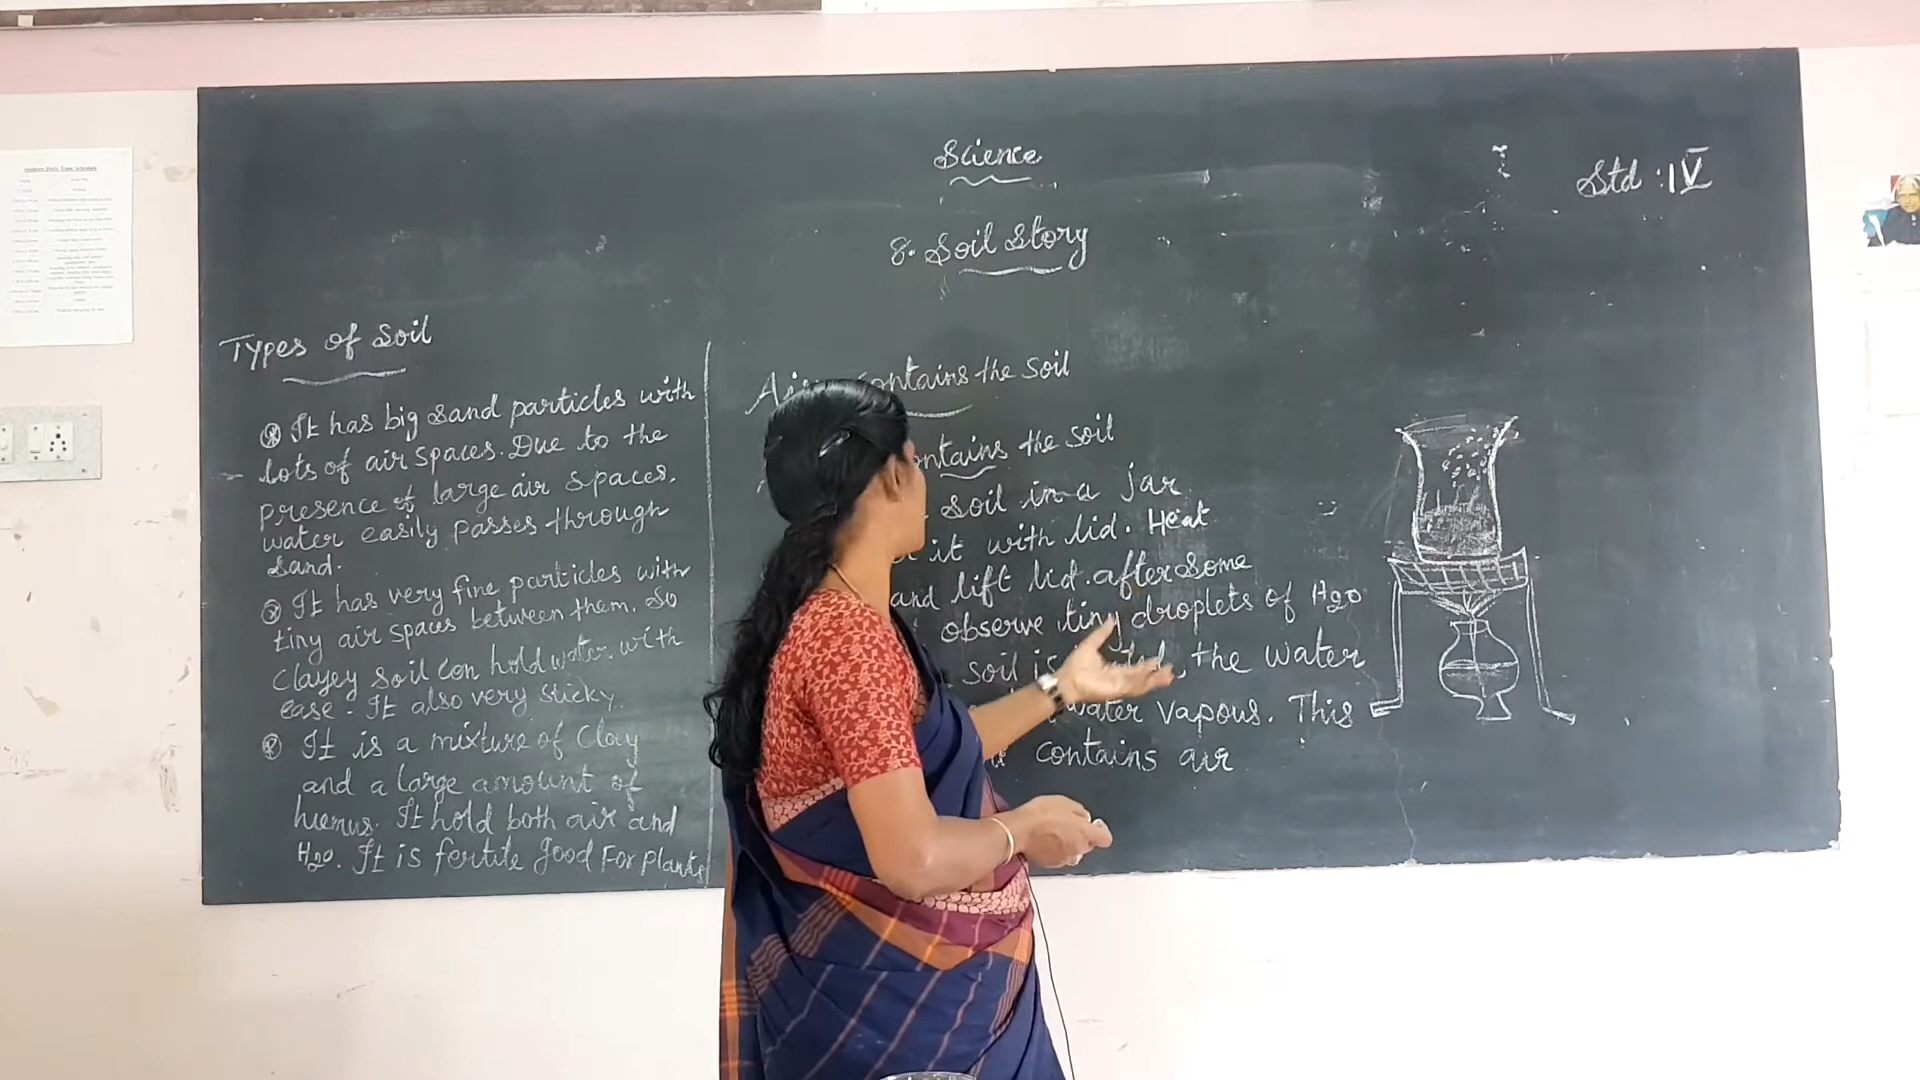 Science
Std : IV
8. Soil Story
Types of soil
It has big sand particles with
lots of air spaces. Due to the
presence of large air spaces.
water easily passes through
sand.
It has very fine particles with
tiny air spaces between them. So
Clayey soil can hold water with
ease - It also very sticky.
It is a mixture of Clay
and a large amount of
humus. It hold both air and
H2O. It is fertile good For plants
contains the soil
contains the soil
soil in a jar
it with lid. Heat
and lift lid. after some
observe tiny droplets of H2O
soil is the water
water vapous. This
contains air